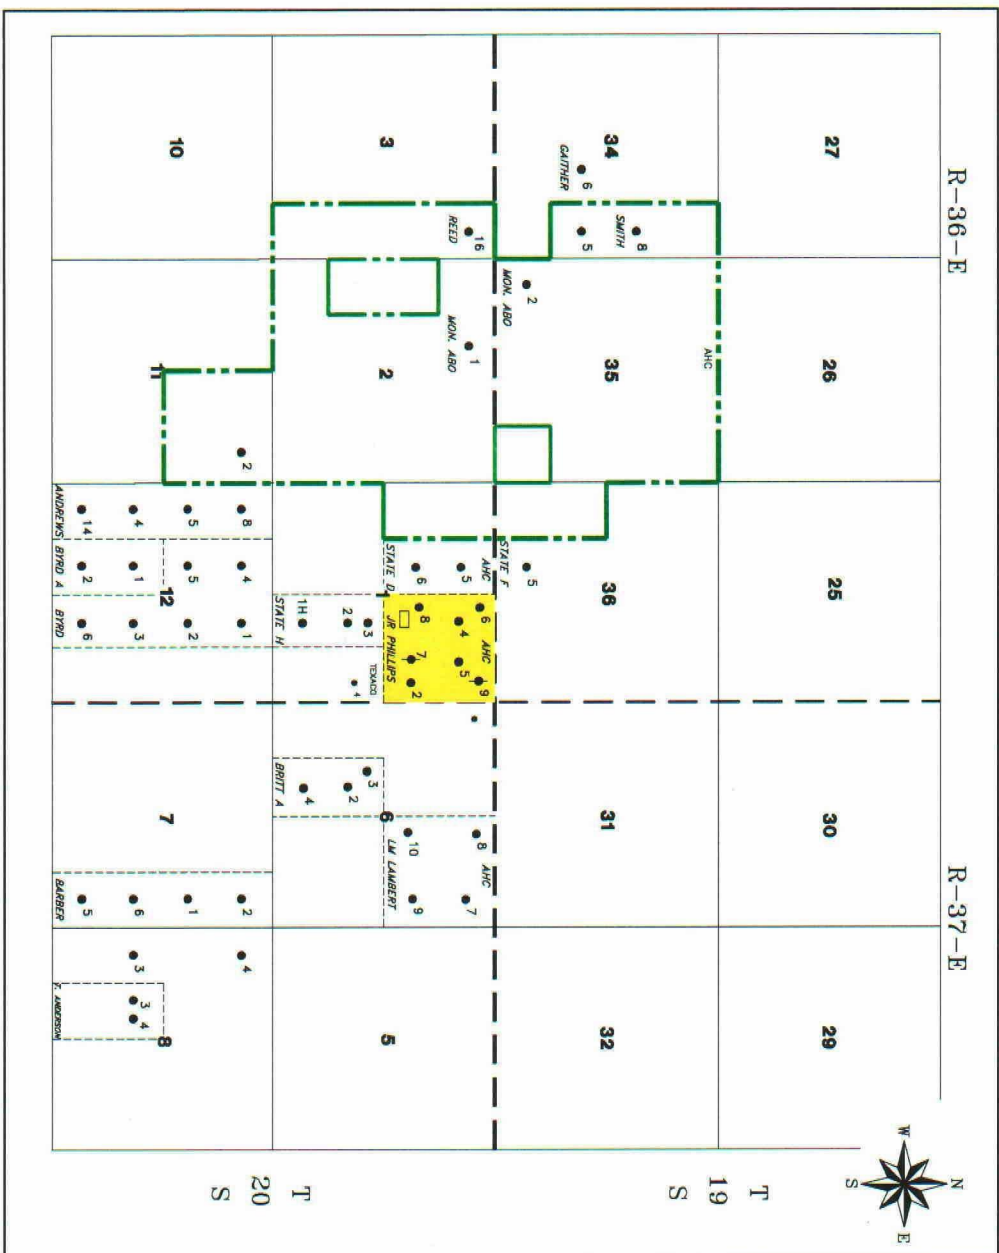 R-36-E
R-37-E
N
W
E
S
27
26
25
30
29
T
19
S
AHC
34
35
36
31
32
SMITH
8
GAITHER
6
5
MON. ABO
2
STATE F
5
3
2
1
6
5
REED
16
MON. ABO
1
STATE D
AHC
5
6
AHC
JR PHILLIPS
6
4
5
9
8
7
2
AHC
LM LAMBERT
8
7
10
9
STATE H
3
2
1H
TEXACO
4
BRITT A
3
2
4
T
20
S
10
11
12
7
8
2
ANDREWS
8
5
4
14
BYRD A
4
5
1
2
BYRD
1
2
3
6
BARBER
2
1
6
5
4
3
T. ANDERSON
3
4